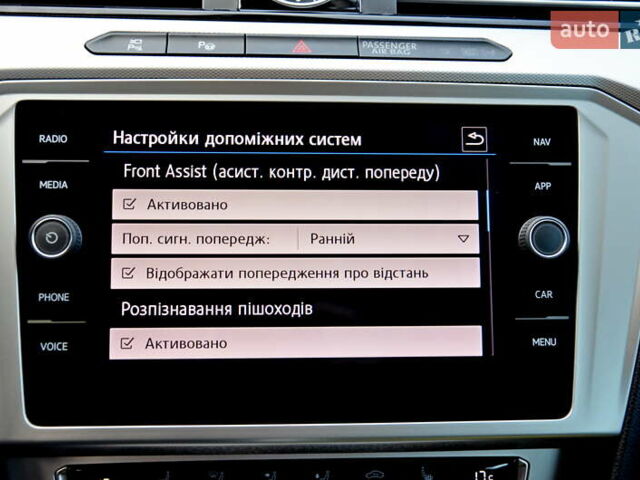 auto R
PASSENGER
AIR BAG
RADIO
MEDIA
PHONE
VOICE
Настройки допоміжних систем
Front Assist (асист. контр. дист. попереду)
Активовано
Поп. сигн. попередж: Ранній
Відображати попередження про відстань
Розпізнавання пішоходів
Активовано
NAV
APP
CAR
MENU